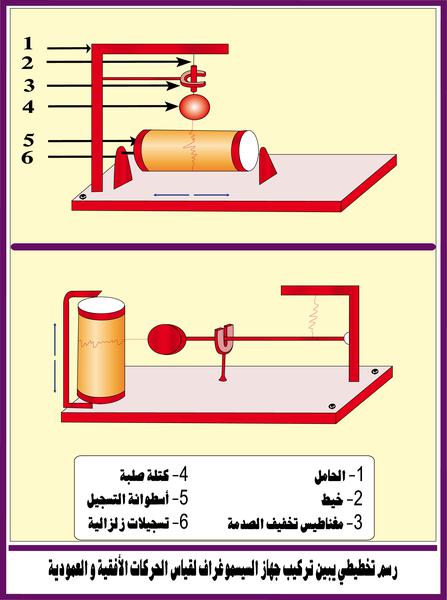 1
2
3
4
5
6
1- الحامل
2- خيط
3- مغناطيس تخفيف الصدمة
4- كتلة صلبة
5- أسطوانة التسجيل
6- تسجيلات زلزالية
رسم تخطيطي يبين تركيب جهاز السيسموغراف لقياس الحركات الأفقية و العمودية